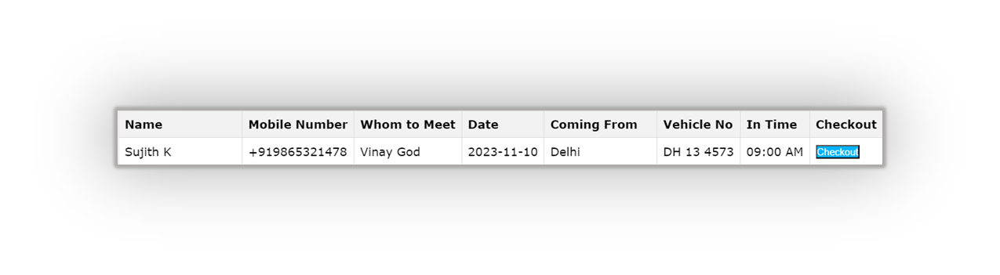 Name Mobile Number Whom to Meet Date Coming From Vehicle No In Time Checkout
Sujith K +919865321478 Vinay God 2023-11-10 Delhi DH 13 4573 09:00 AM Checkout